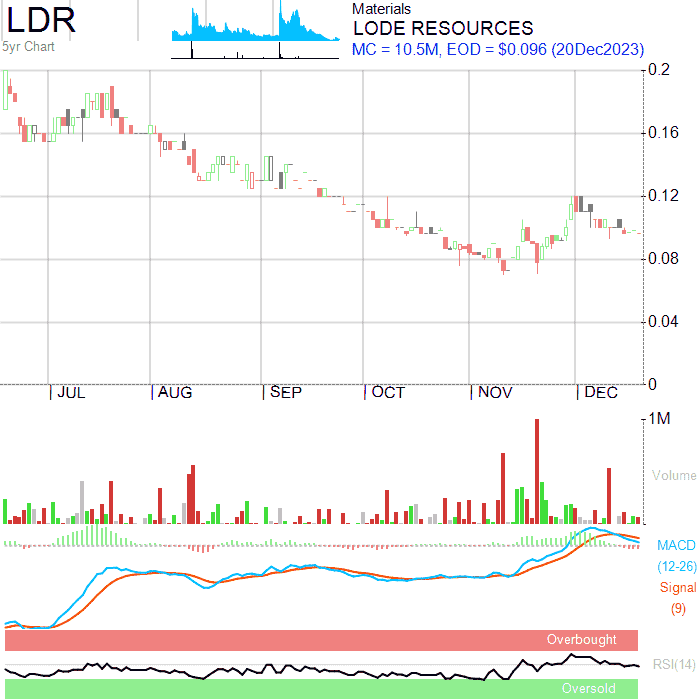 LDR
5yr Chart
Materials
LODE RESOURCES
MC = 10.5M, EOD = $0.096 (20Dec2023)
0.2
0.16
0.12
0.08
0.04
0
JUL
AUG
SEP
OCT
NOV
DEC
1M
Volume
MACD
(12-26)
Signal
(9)
Overbought
RSI(14)
Oversold